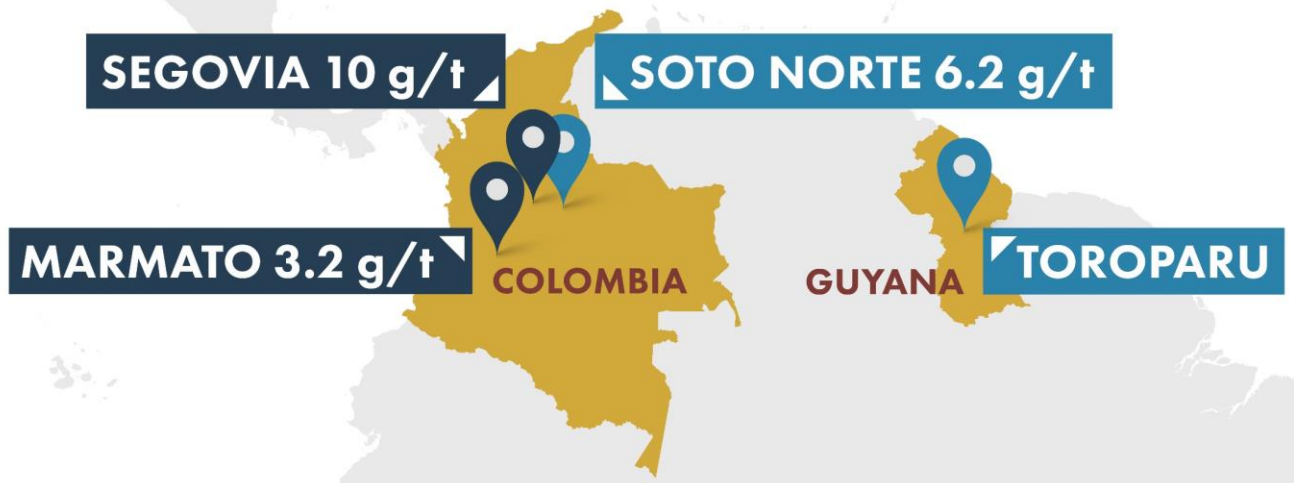 SEGOVIA 10 g/t
SOTO NORTE 6.2 g/t
MARMATO 3.2 g/t
COLOMBIA
GUYANA
TOROPARU